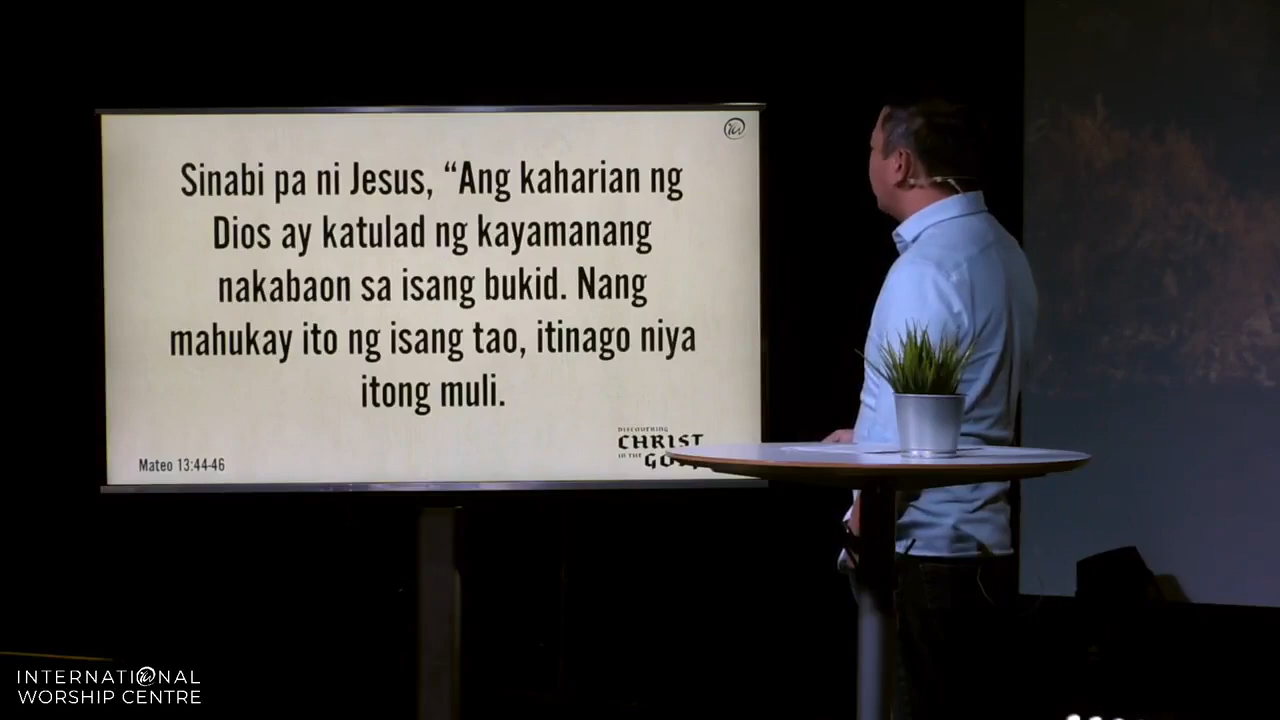 Sinabi pa ni Jesus, “Ang kaharian ng
Dios ay katulad ng kayamanang
nakabaon sa isang bukid. Nang
mahukay ito ng isang tao, itinago niya
itong muli.
Mateo 13:44-46
DISCOVERING
CHRIST
IN THE
INTERNATIONAL
WORSHIP CENTRE